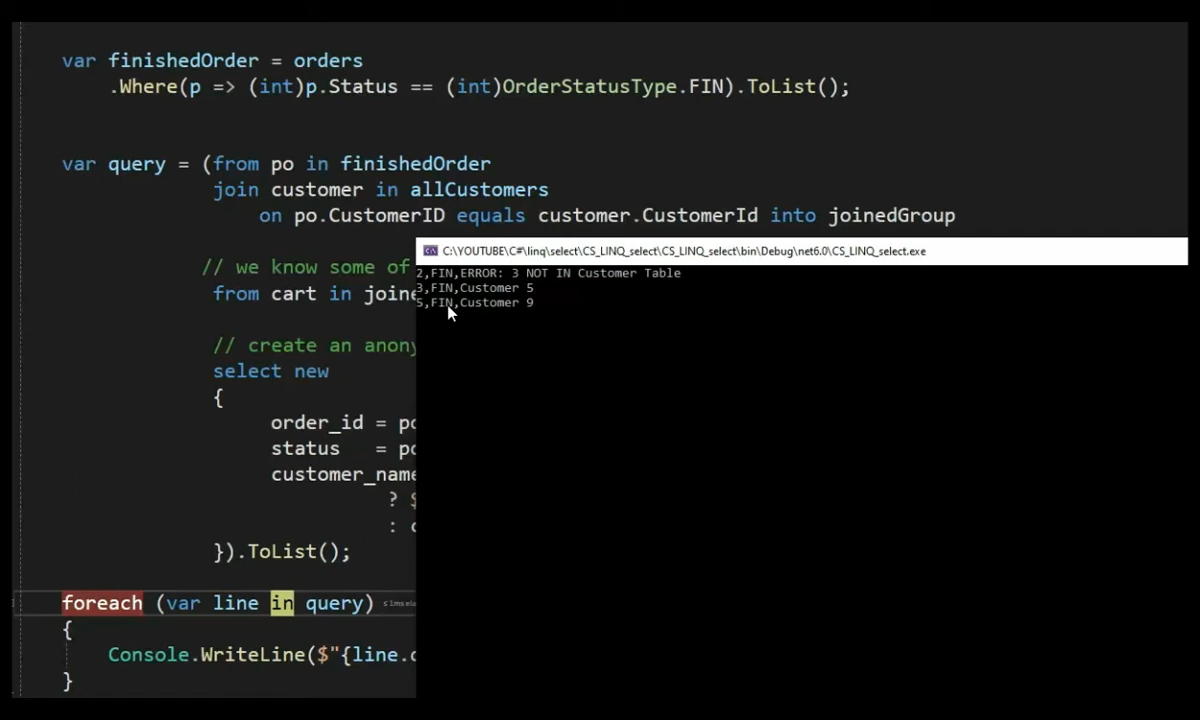 var finishedOrder = orders
.Where(p => (int)p.Status == (int)OrderStatusType.FIN).ToList();
var query = (from po in finishedOrder
join customer in allCustomers
on po.CustomerID equals customer.CustomerId into joinedGroup
// we know some of
from cart in joine
// create an anony
select new
{
order_id = po
status = po
customer_name
? $
:
}).ToList();
foreach (var line in query)
{
Console.WriteLine($"{line.o
}
C:\YOUTUBE\C#\linq\select\CS_LINQ_select\CS_LINQ_select\bin\Debug\net6.0\CS_LINQ_select.exe
2,FIN,ERROR: 3 NOT IN Customer Table
3,FIN,Customer 5
5,FIN,Customer 9